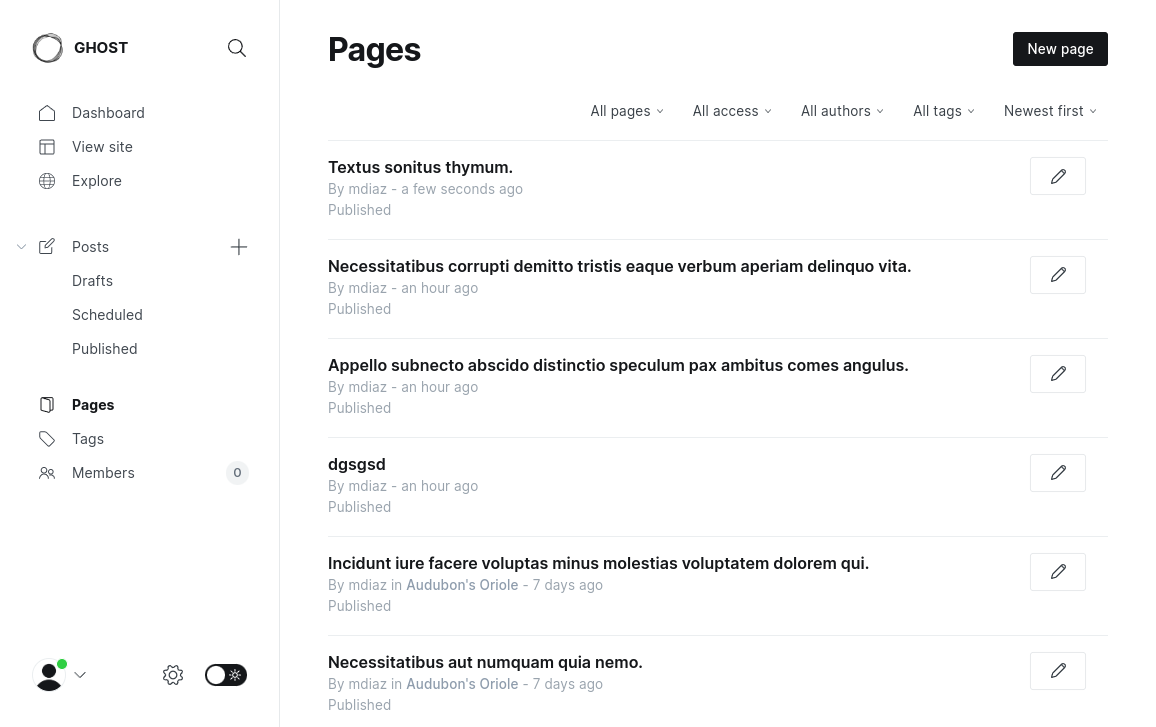 GHOST
Dashboard
View site
Explore
Posts
Drafts
Scheduled
Published
Pages
Tags
Members 0
Pages
New page
All pages All access All authors All tags Newest first
Textus sonitus thymum.
By mdiaz - a few seconds ago
Published
Necessitatibus corrupti demitto tristis eaque verbum aperiam delinquo vita.
By mdiaz - an hour ago
Published
Appello subnecto abscido distinctio speculum pax ambitus comes angulus.
By mdiaz - an hour ago
Published
dgsgsd
By mdiaz - an hour ago
Published
Incidunt iure facere voluptas minus molestias voluptatem dolorem qui.
By mdiaz in Audubon's Oriole - 7 days ago
Published
Necessitatibus aut numquam quia nemo.
By mdiaz in Audubon's Oriole - 7 days ago
Published